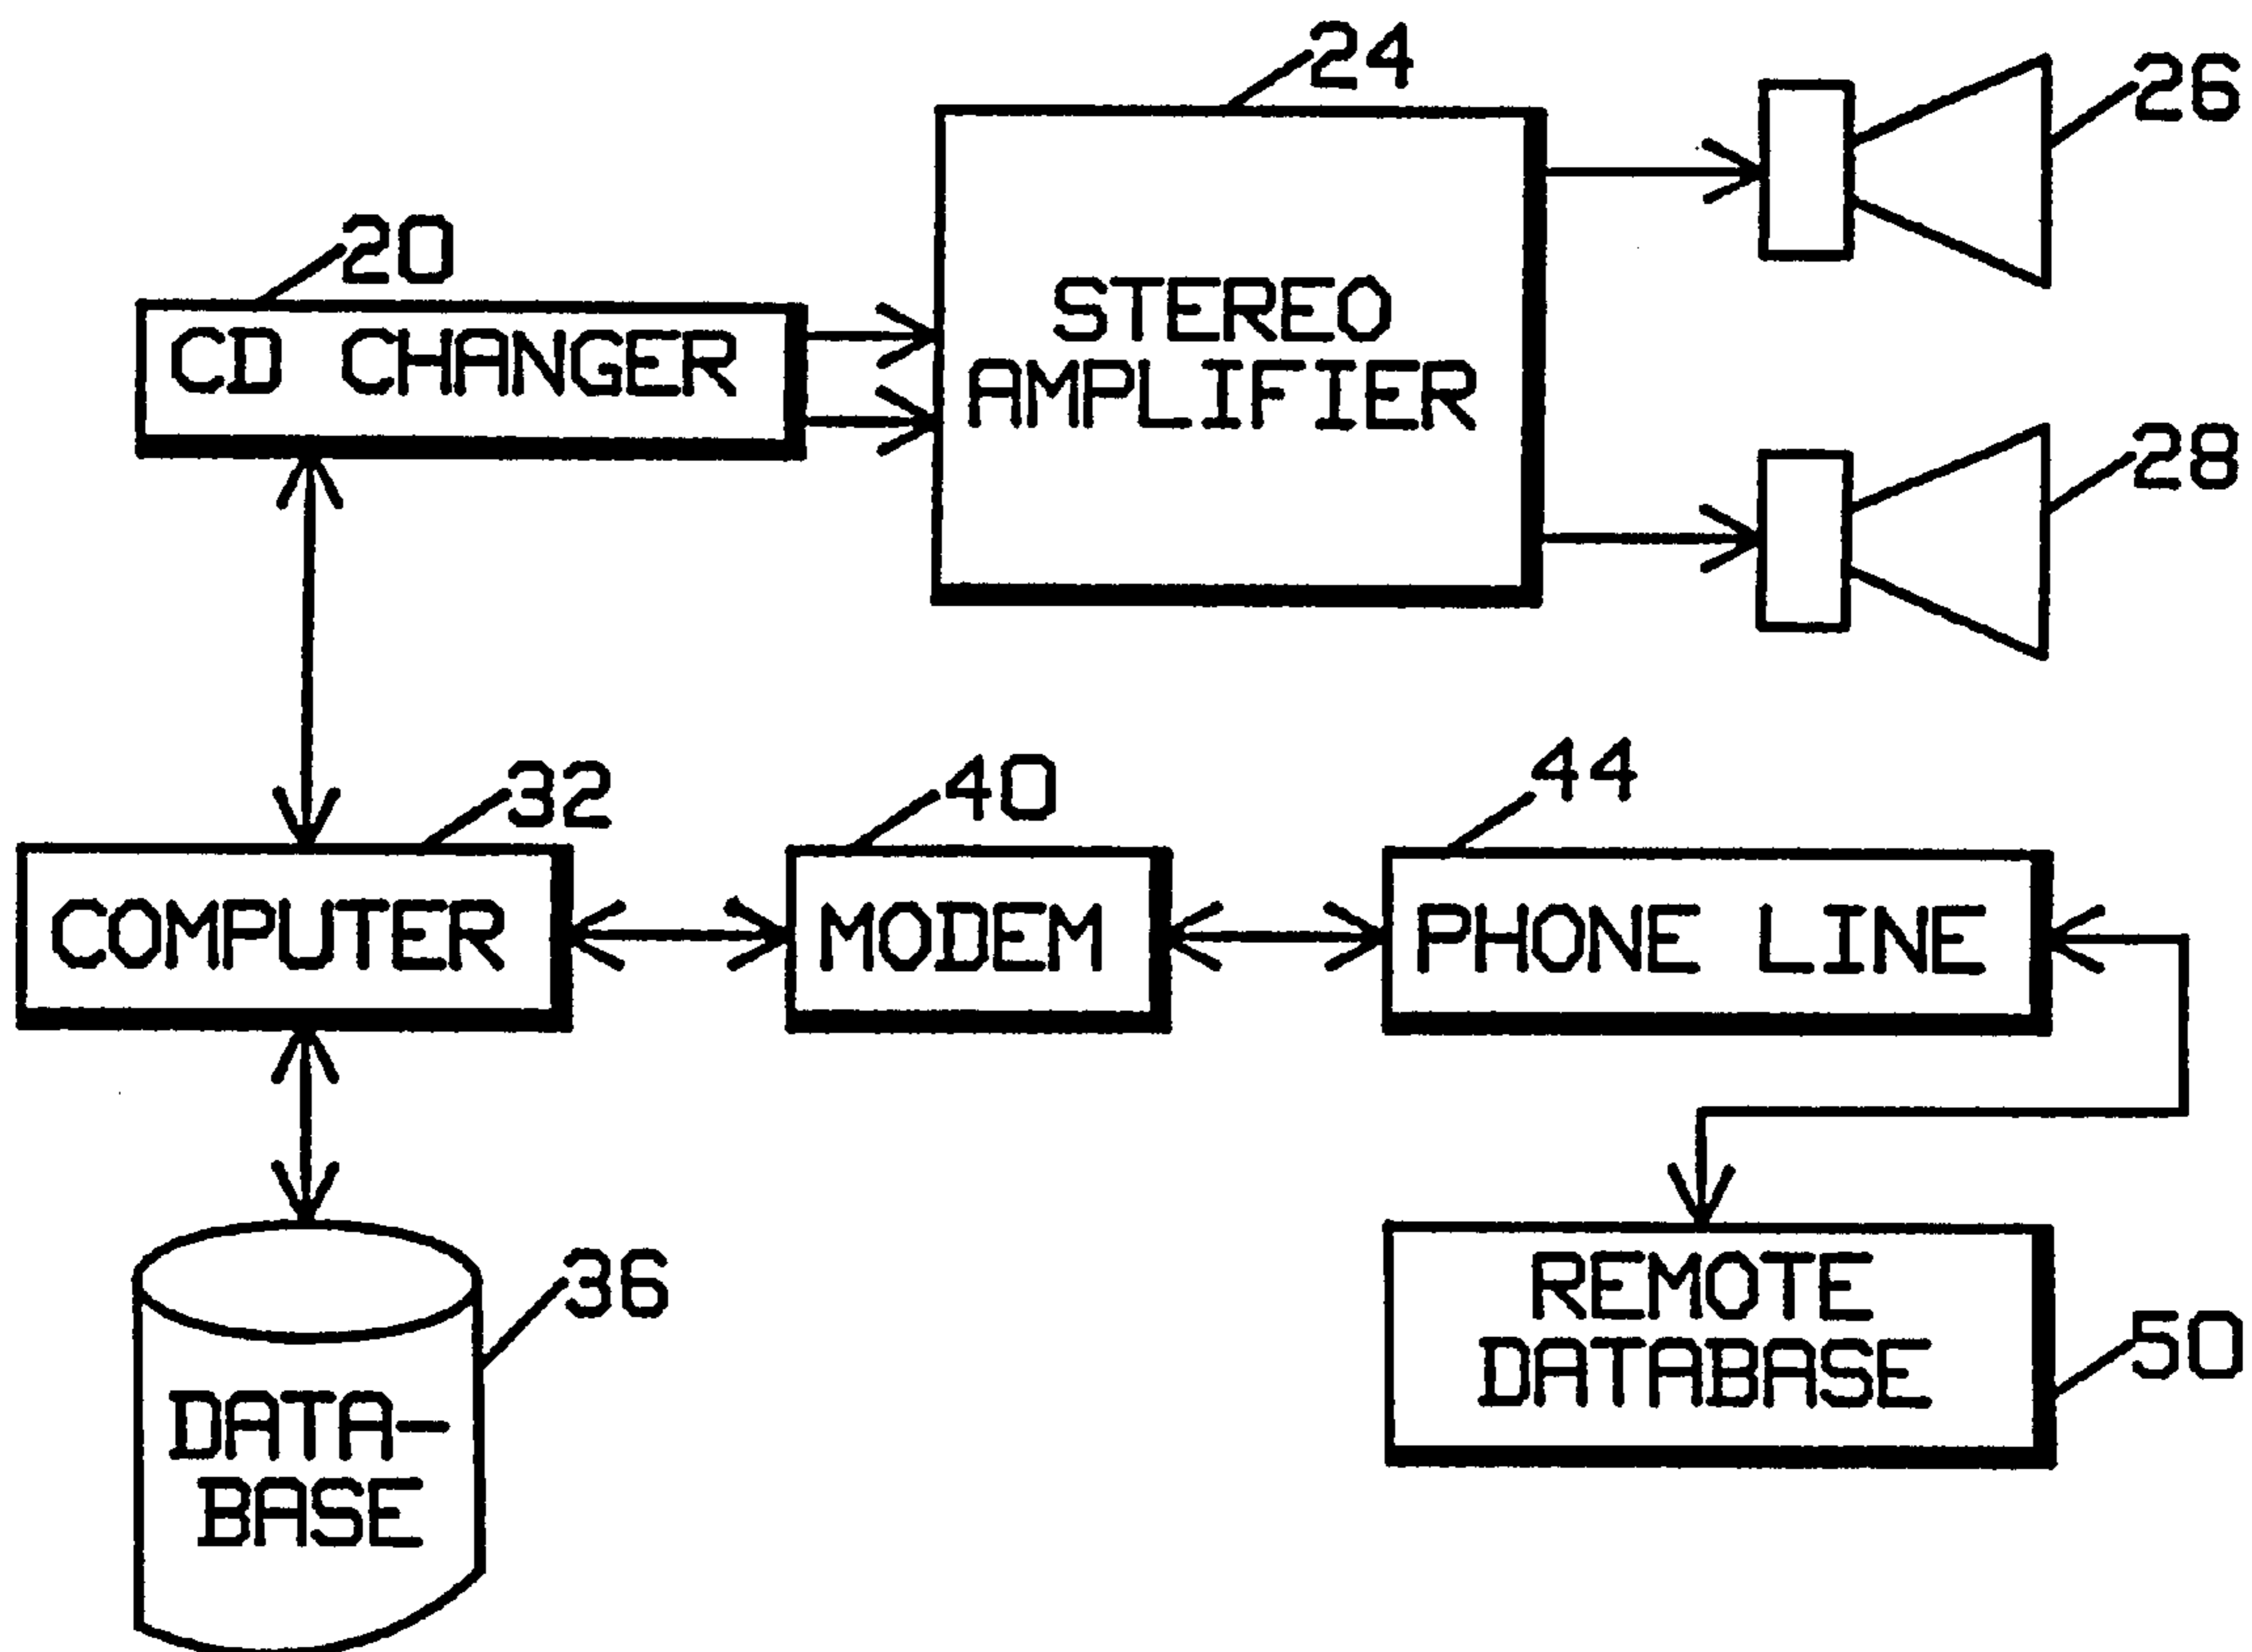 24
26
20
STEREO
AMPLIFIER
CD CHANGER
28
32
40
44
COMPUTER
MODEM
PHONE LINE
36
REMOTE
DATABASE
50
DATA-
BASE